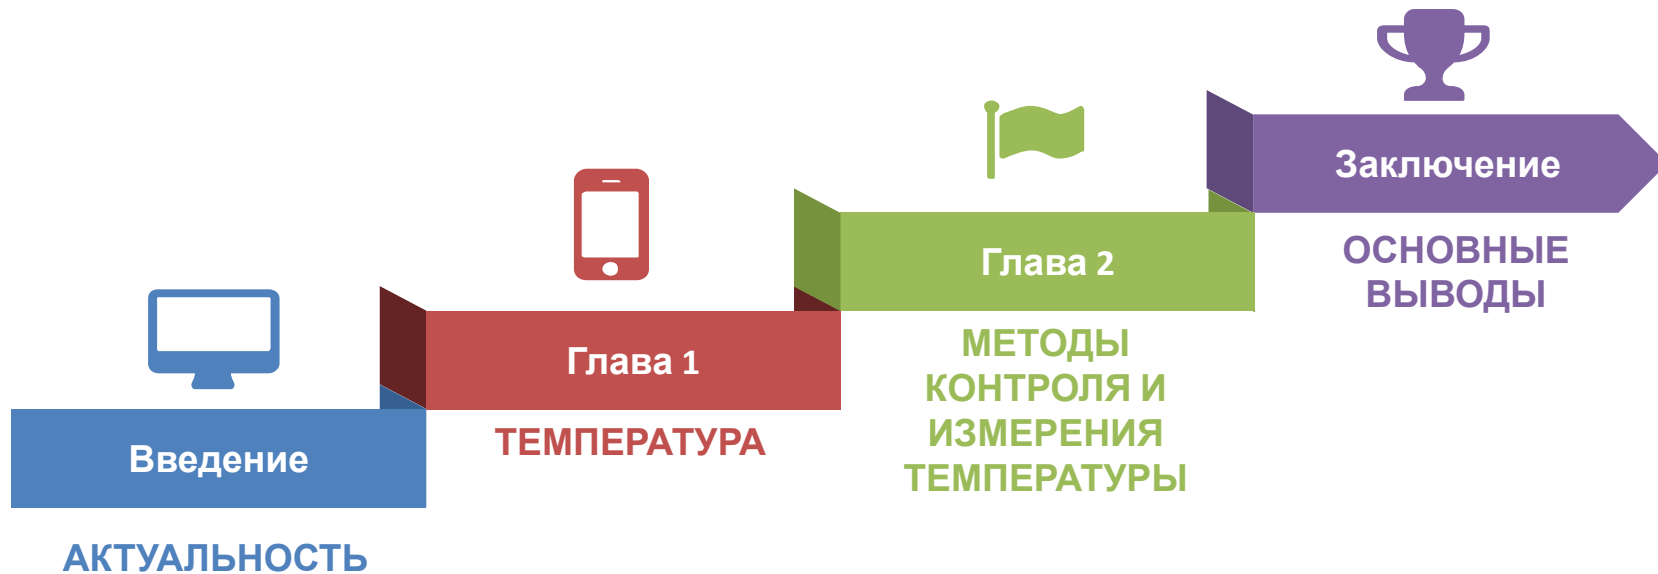 Введение
АКТУАЛЬНОСТЬ
Глава 1
ТЕМПЕРАТУРА
Глава 2
МЕТОДЫ
КОНТРОЛЯ И
ИЗМЕРЕНИЯ
ТЕМПЕРАТУРЫ
Заключение
ОСНОВНЫЕ
ВЫВОДЫ